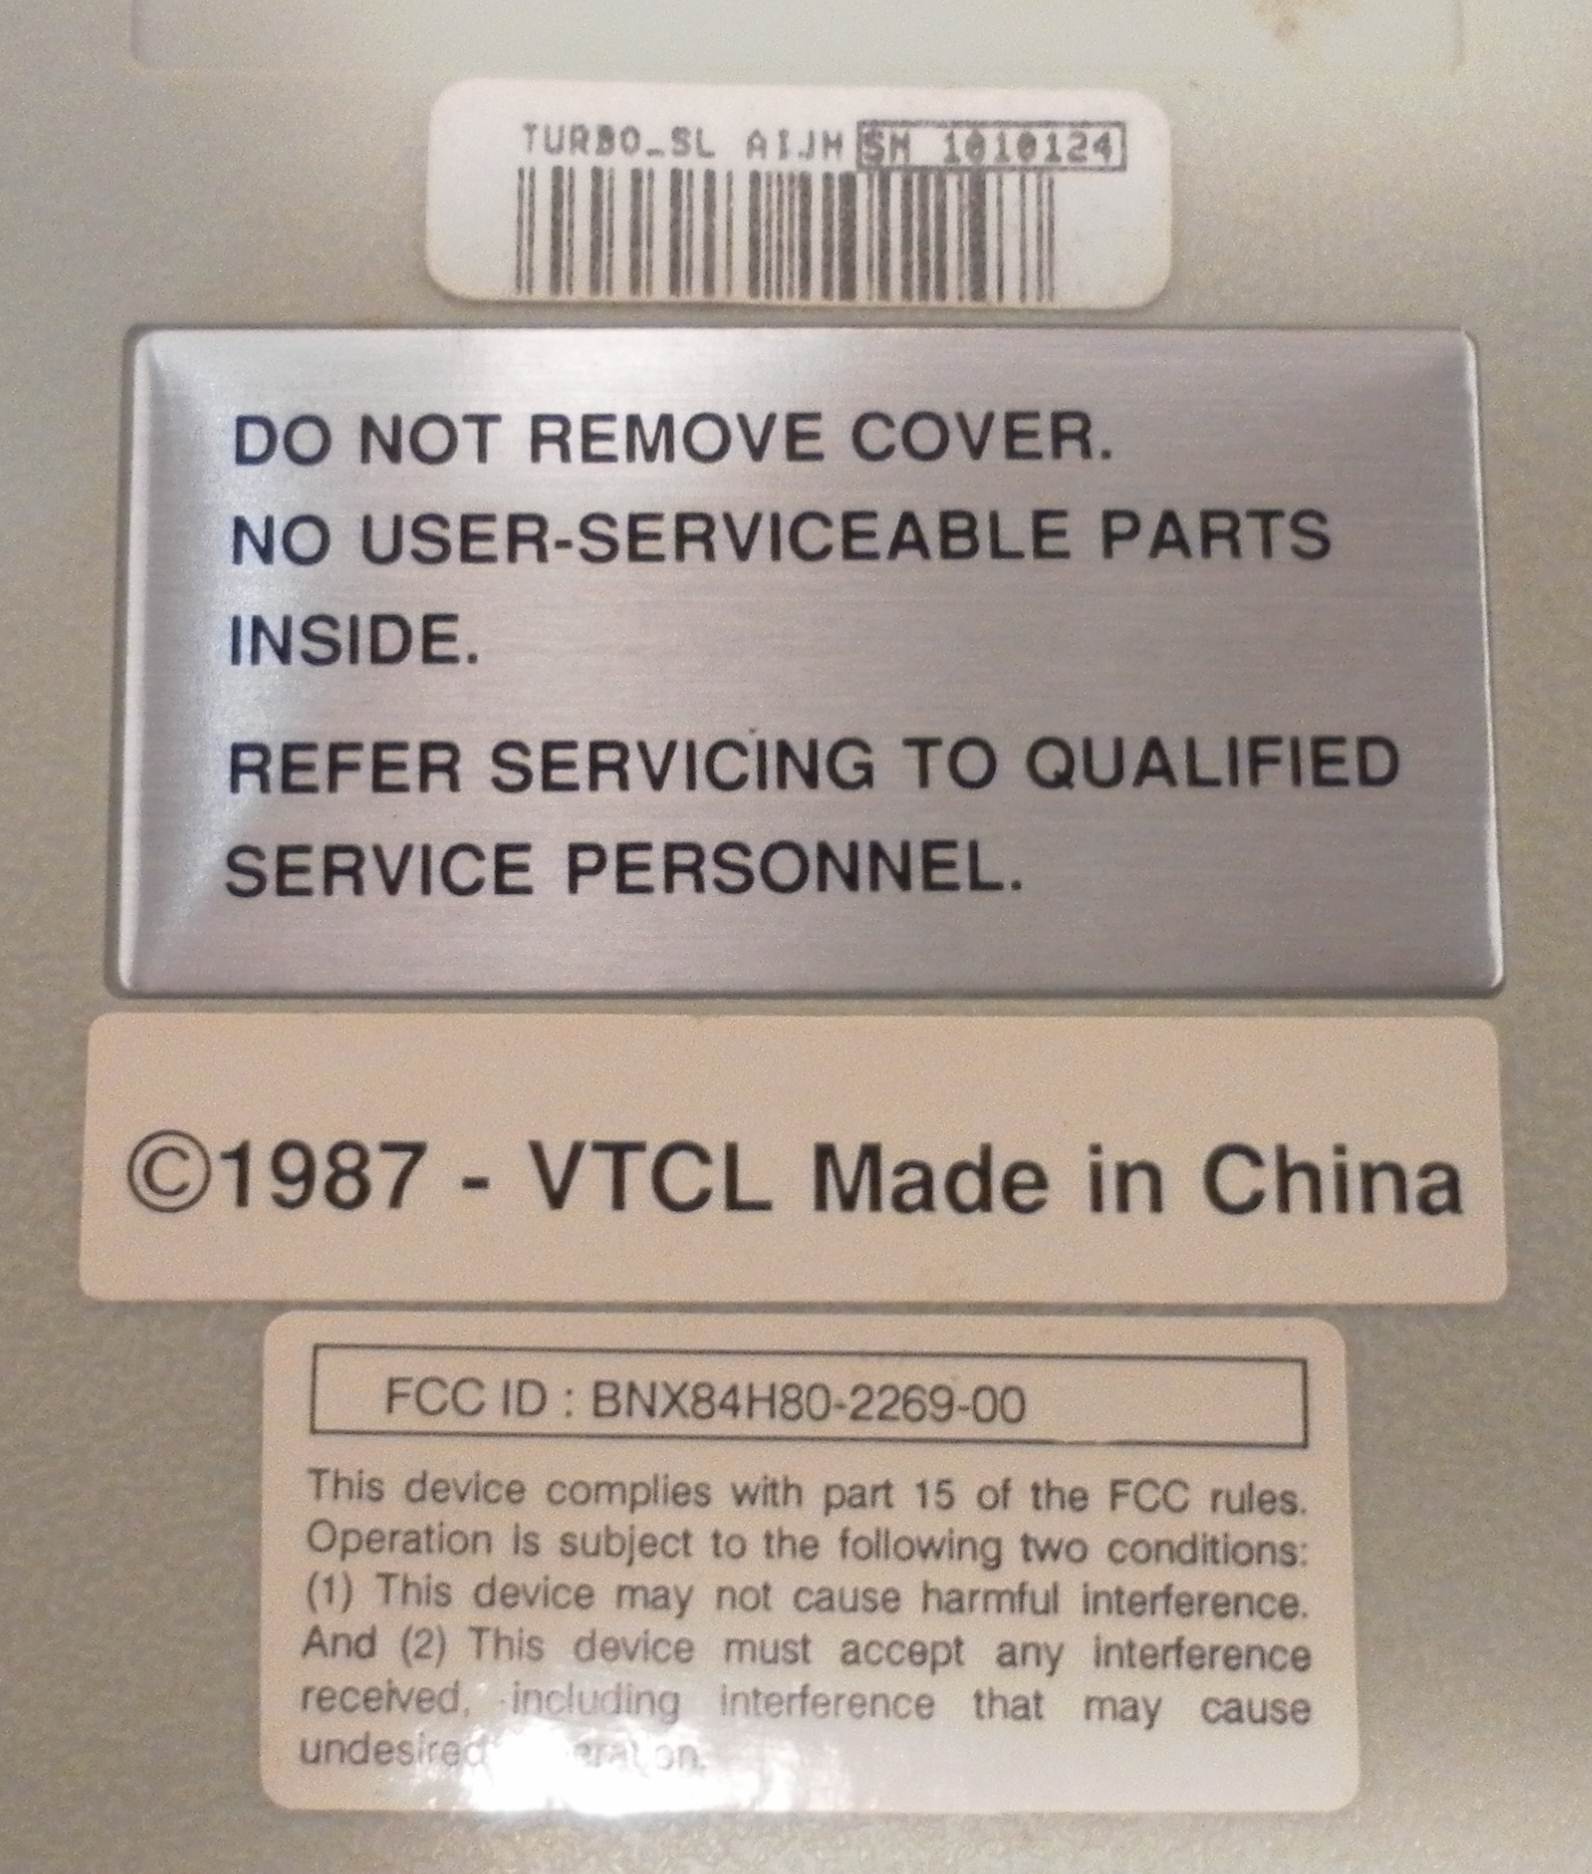 TURBO_SL AIJM SM 1010124
DO NOT REMOVE COVER.
NO USER-SERVICEABLE PARTS
INSIDE.
REFER SERVICING TO QUALIFIED
SERVICE PERSONNEL.
©1987 - VTCL Made in China
FCC ID : BNX84H80-2269-00
This device complies with part 15 of the FCC rules.
Operation is subject to the following two conditions:
(1) This device may not cause harmful interference.
And (2) This device must accept any interference
received, including interference that may cause
undesired operation.